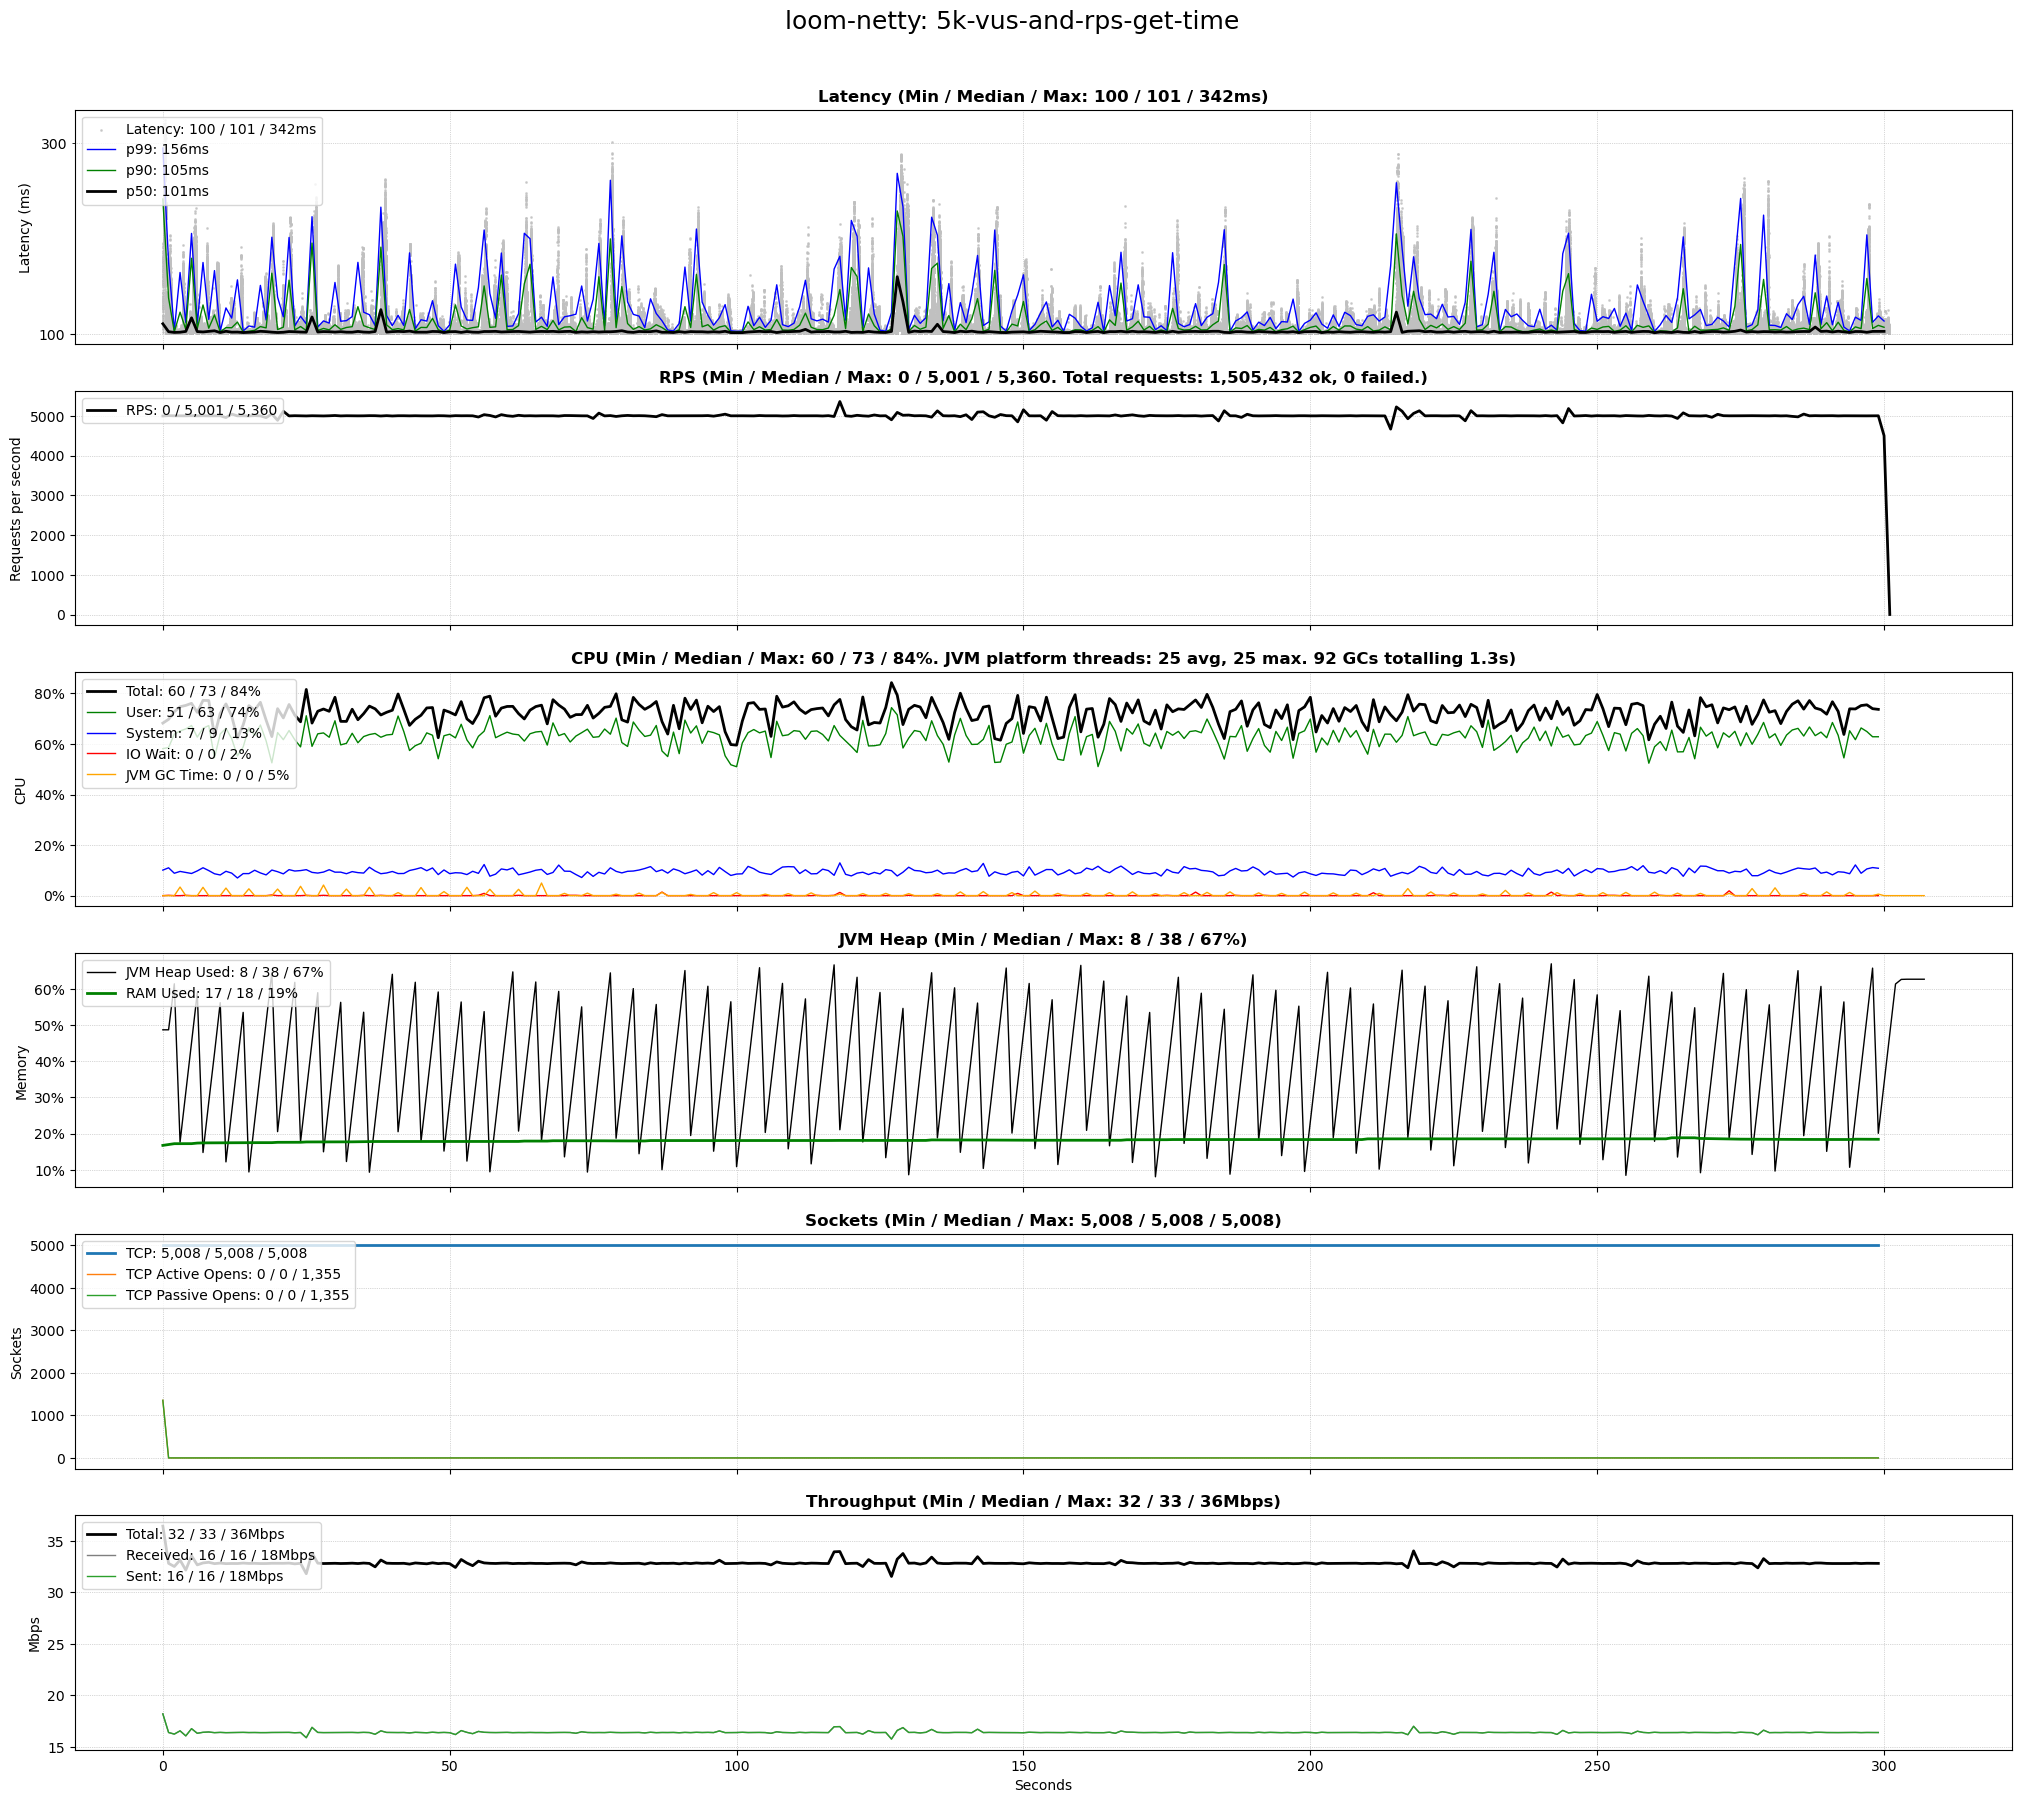 loom-netty: 5k-vus-and-rps-get-time
Latency (Min / Median / Max: 100 / 101 / 342ms)
Latency: 100 / 101 / 342ms
p99: 156ms
p90: 105ms
p50: 101ms
300
100
Latency (ms)
RPS (Min / Median / Max: 0 / 5,001 / 5,360. Total requests: 1,505,432 ok, 0 failed.)
RPS: 0 / 5,001 / 5,360
5000
4000
3000
2000
1000
0
Requests per second
CPU (Min / Median / Max: 60 / 73 / 84%. JVM platform threads: 25 avg, 25 max. 92 GCs totalling 1.3s)
Total: 60 / 73 / 84%
User: 51 / 63 / 74%
System: 7 / 9 / 13%
IO Wait: 0 / 0 / 2%
JVM GC Time: 0 / 0 / 5%
80%
60%
40%
20%
0%
CPU
JVM Heap (Min / Median / Max: 8 / 38 / 67%)
JVM Heap Used: 8 / 38 / 67%
RAM Used: 17 / 18 / 19%
60%
50%
40%
30%
20%
10%
Memory
Sockets (Min / Median / Max: 5,008 / 5,008 / 5,008)
TCP: 5,008 / 5,008 / 5,008
TCP Active Opens: 0 / 0 / 1,355
TCP Passive Opens: 0 / 0 / 1,355
5000
4000
3000
2000
1000
0
Sockets
Throughput (Min / Median / Max: 32 / 33 / 36Mbps)
Total: 32 / 33 / 36Mbps
Received: 16 / 16 / 18Mbps
Sent: 16 / 16 / 18Mbps
35
30
25
20
15
Mbps
0 50 100 150 200 250 300
Seconds